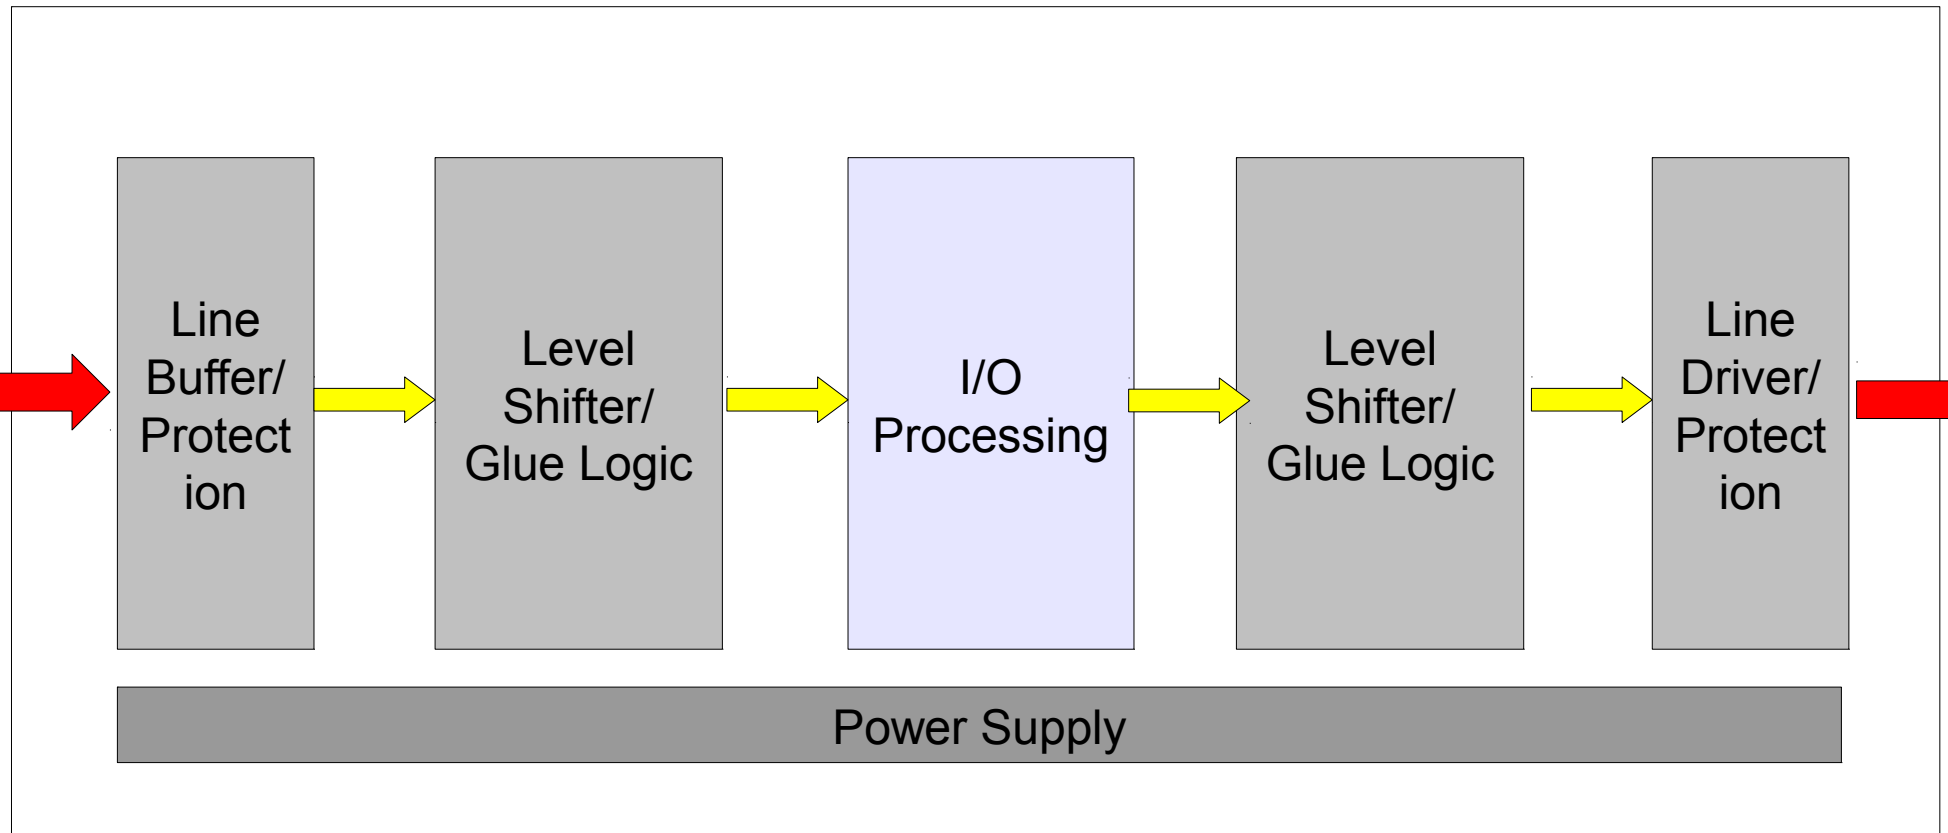 Line
Buffer/
Protect
ion
Level
Shifter/
Glue Logic
I/O
Processing
Level
Shifter/
Glue Logic
Line
Driver/
Protect
ion
Power Supply